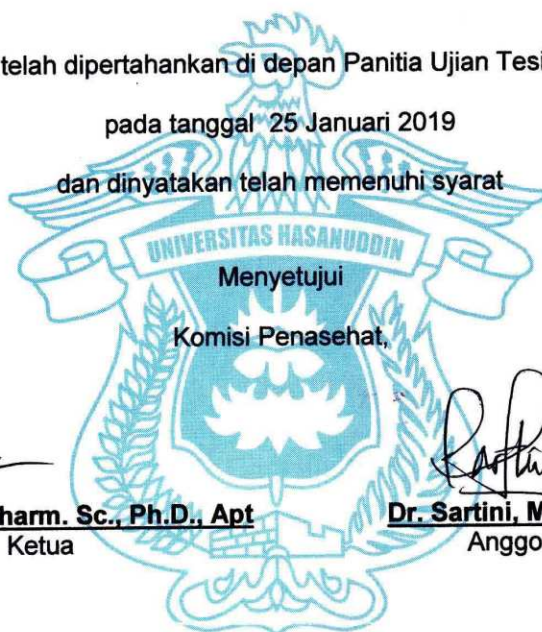 telah dipertahankan di depan Panitia Ujian Tesi
pada tanggal 25 Januari 2019
dan dinyatakan telah memenuhi syarat
UNIVERSITAS HASANUDDIN
Menyetujui
Komisi Penasehat,
harm. Sc., Ph.D., Apt
Dr. Sartini, M
Ketua
Anggo